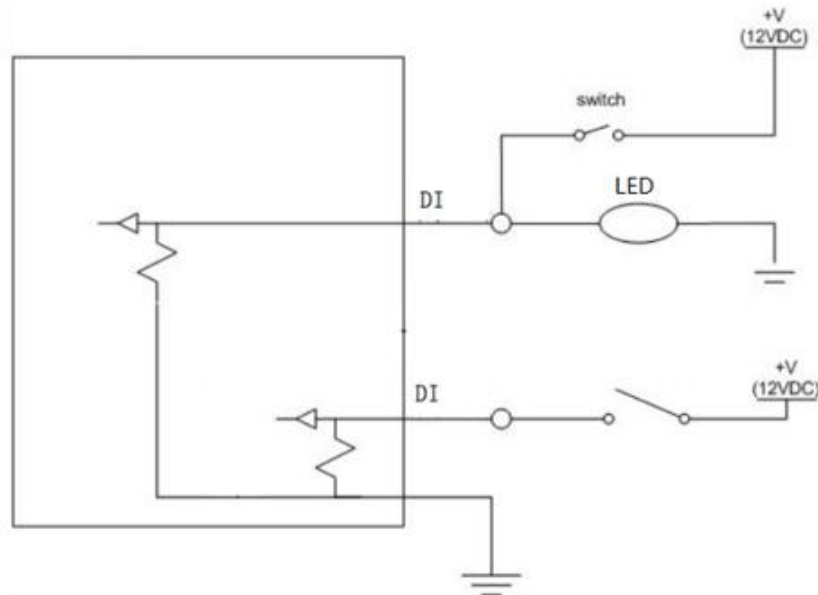 +V
(12VDC)
switch
DI
LED
+V
(12VDC)
DI